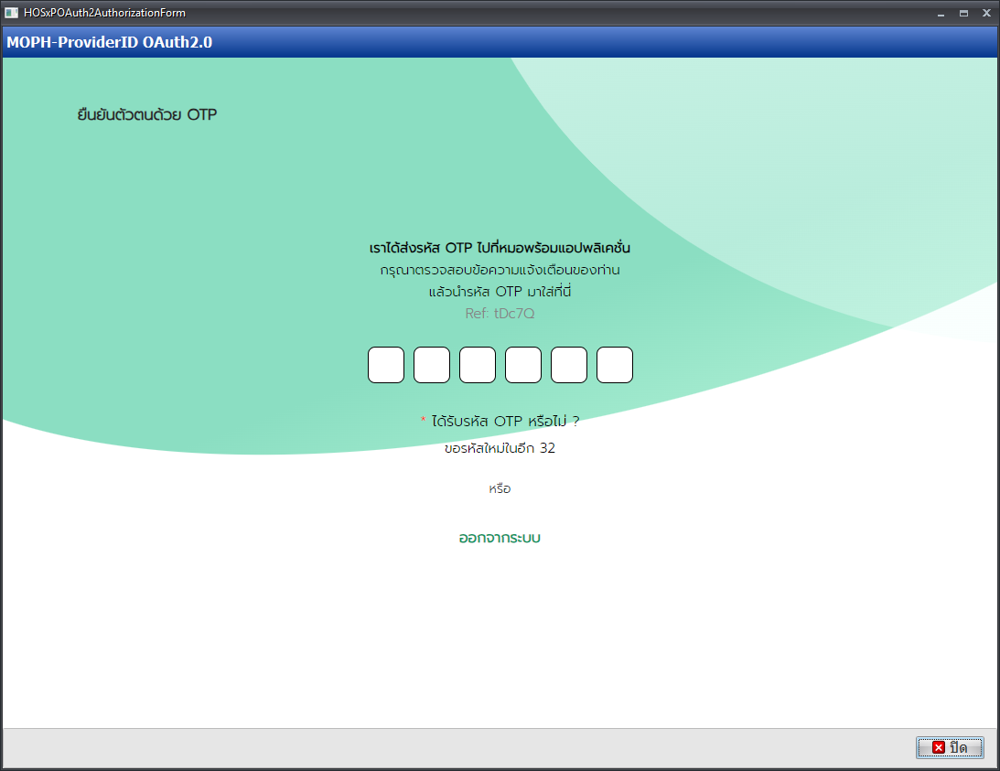 HOSxPOAuth2AuthorizationForm
MOPH-ProviderID OAuth2.0
ยืนยันตัวตนด้วย OTP
เราได้ส่งรหัส OTP ไปที่หมอพร้อมแอปพลิเคชั่น
กรุณาตรวจสอบข้อความแจ้งเตือนของท่าน
แล้วนำรหัส OTP มาใส่ที่นี่
Ref: tDc7Q
* ได้รับรหัส OTP หรือไม่ ?
ขอรหัสใหม่ในอีก 32
หรือ
ออกจากระบบ
ปิด